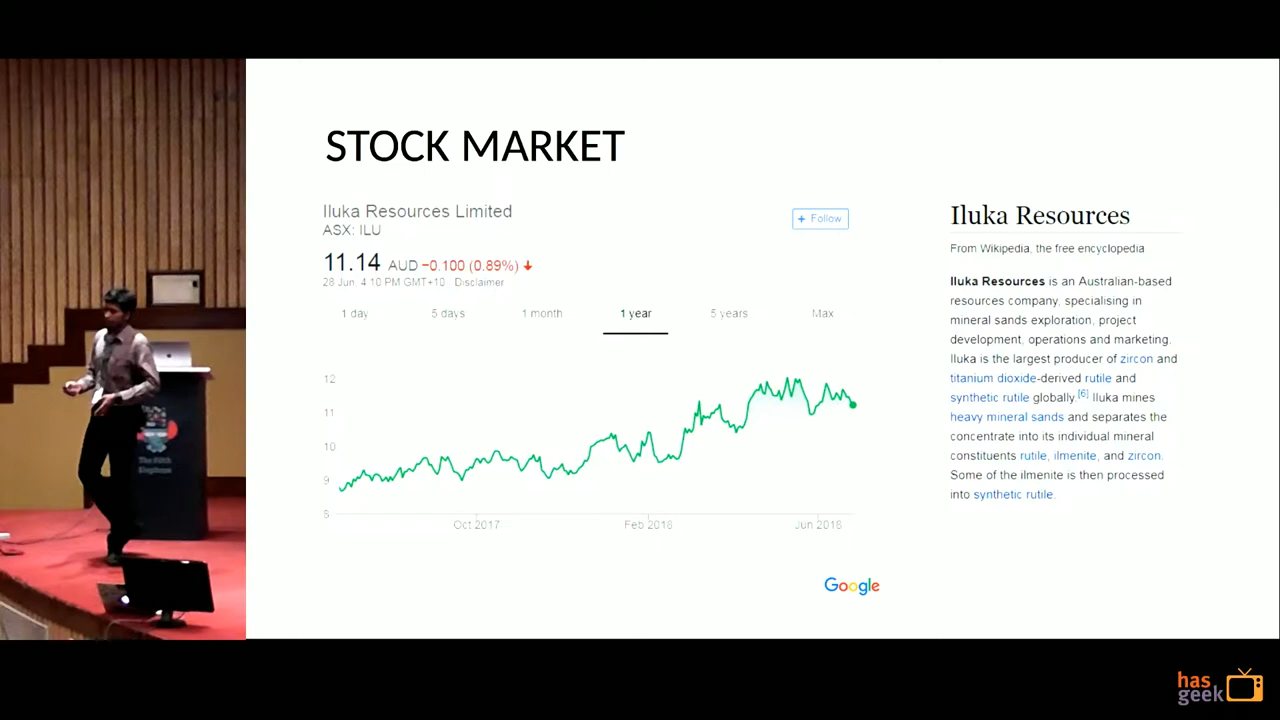 STOCK MARKET
Iluka Resources Limited
ASX: ILU
+ Follow
11.14 AUD −0.100 (0.89%)
28 Jun, 4:10 PM GMT+10 Disclaimer
1 day 5 days 1 month 1 year 5 years Max
12
11
10
9
8
Oct 2017 Feb 2018 Jun 2018
Google
Iluka Resources
From Wikipedia, the free encyclopedia
Iluka Resources is an Australian-based
resources company, specialising in
mineral sands exploration, project
development, operations and marketing.
Iluka is the largest producer of zircon and
titanium dioxide-derived rutile and
synthetic rutile globally.[6] Iluka mines
heavy mineral sands and separates the
concentrate into its individual mineral
constituents rutile, ilmenite, and zircon.
Some of the ilmenite is then processed
into synthetic rutile.
The Fifth
Elephant
has
geek